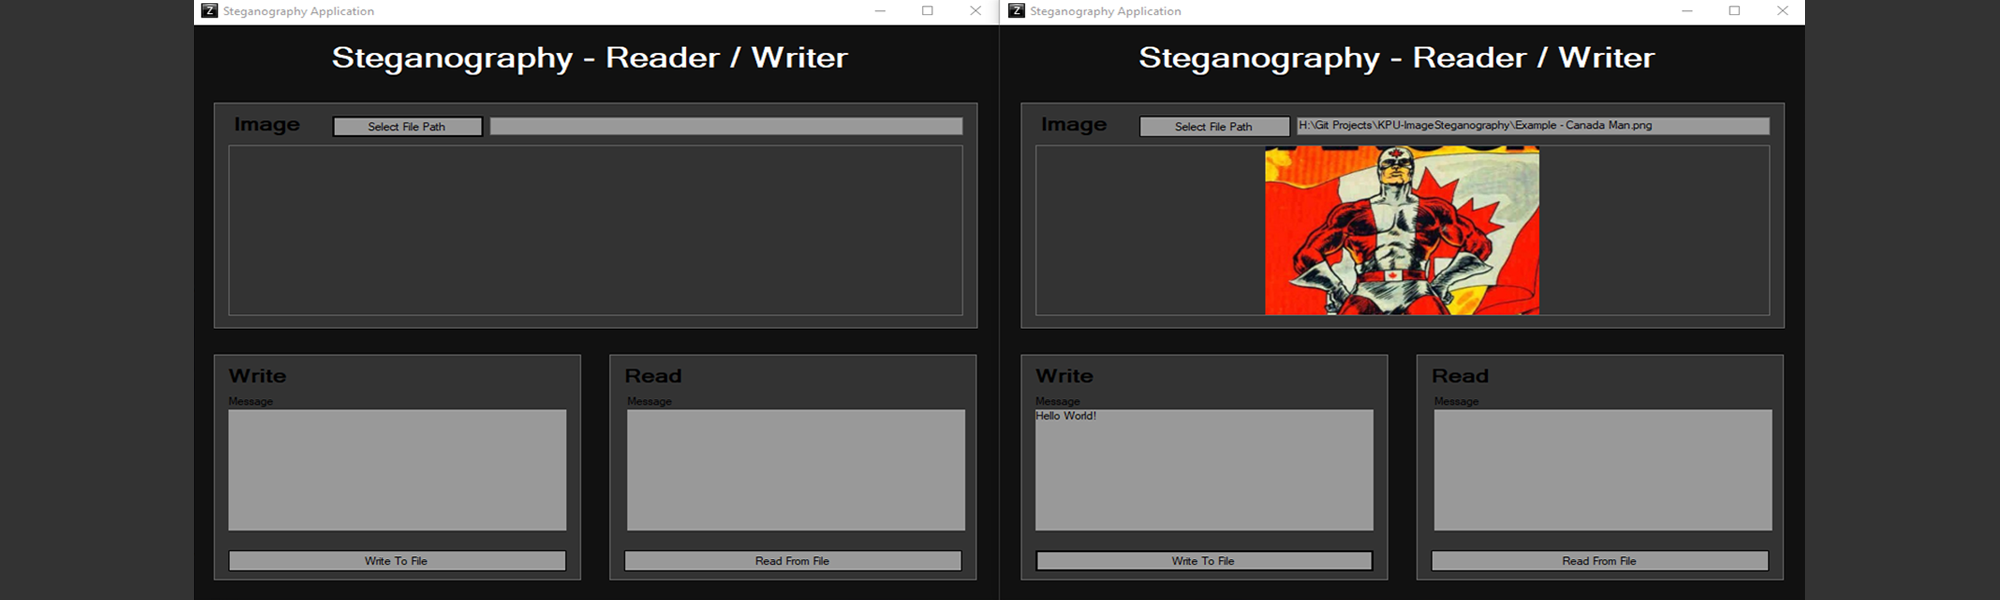 Steganography Application
Steganography - Reader / Writer
Image
Select File Path
Write
Message
Write To File
Read
Message
Read From File
Steganography Application
Steganography - Reader / Writer
Image
Select File Path
H:\Git Projects\KPU-ImageSteganography\Example - Canada Man.png
Write
Message
Hello World!
Write To File
Read
Message
Read From File